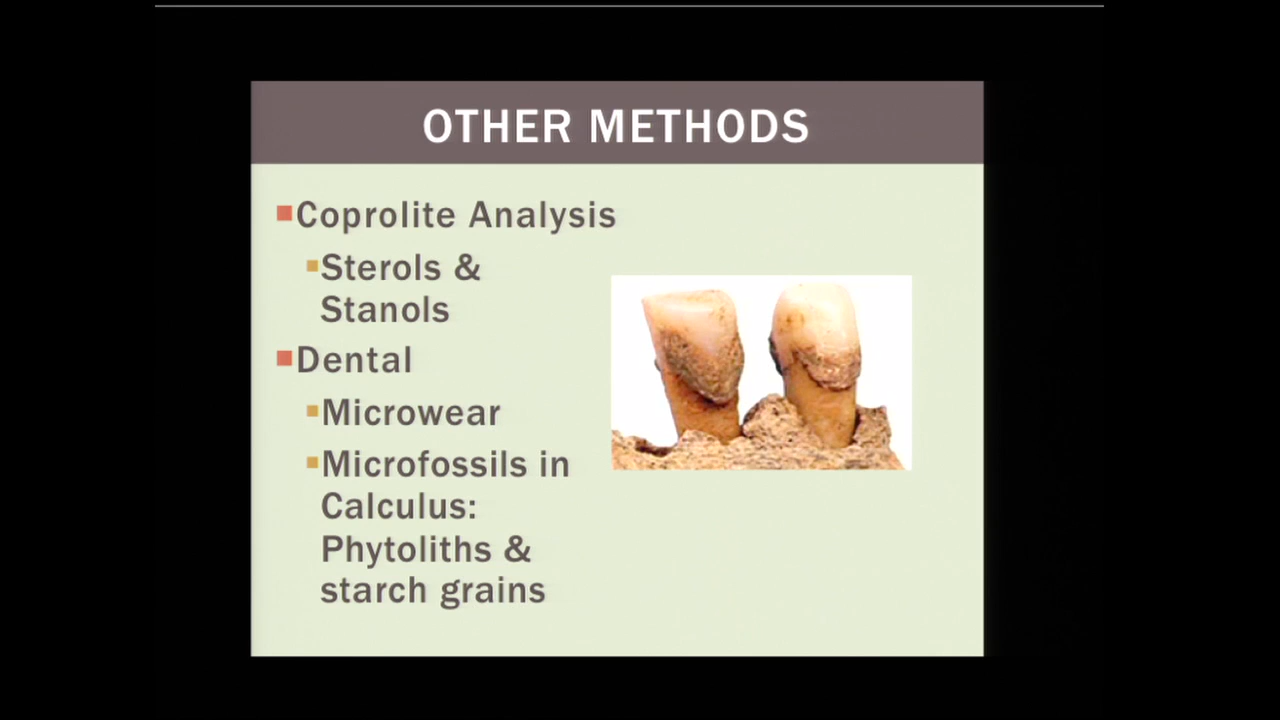 OTHER METHODS
Coprolite Analysis
Sterols &
Stanols
Dental
Microwear
Microfossils in
Calculus:
Phytoliths &
starch grains